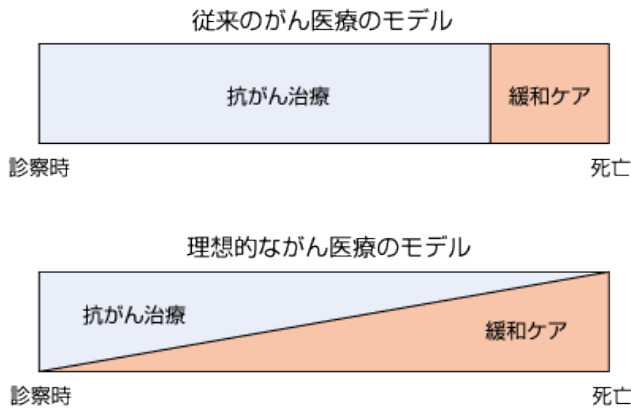 従来のがん医療のモデル
抗がん治療
緩和ケア
診察時
死亡
理想的ながん医療のモデル
抗がん治療
緩和ケア
診察時
死亡